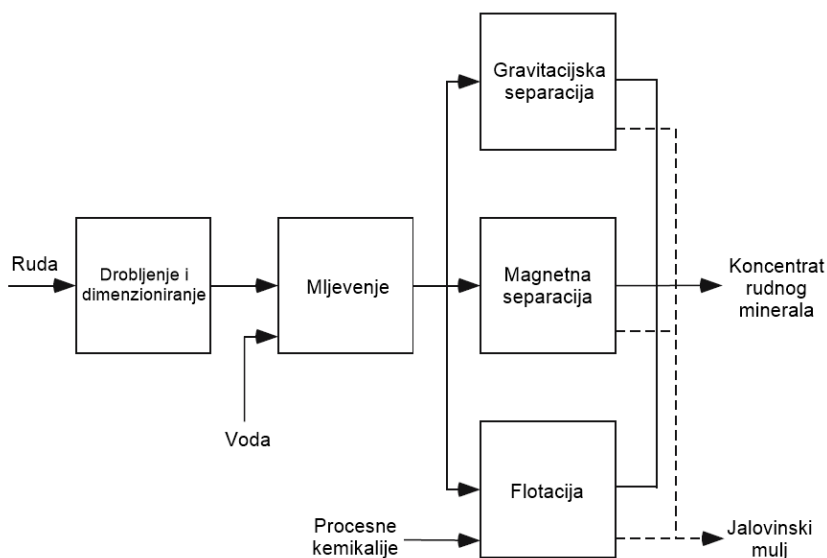 Gravitacijska
separacija
Ruda
Drobljenje i
dimenzioniranje
Mljevenje
Magnetna
separacija
Koncentrat
rudnog
minerala
Voda
Flotacija
Procesne
kemikalije
Jalovinski
mulj